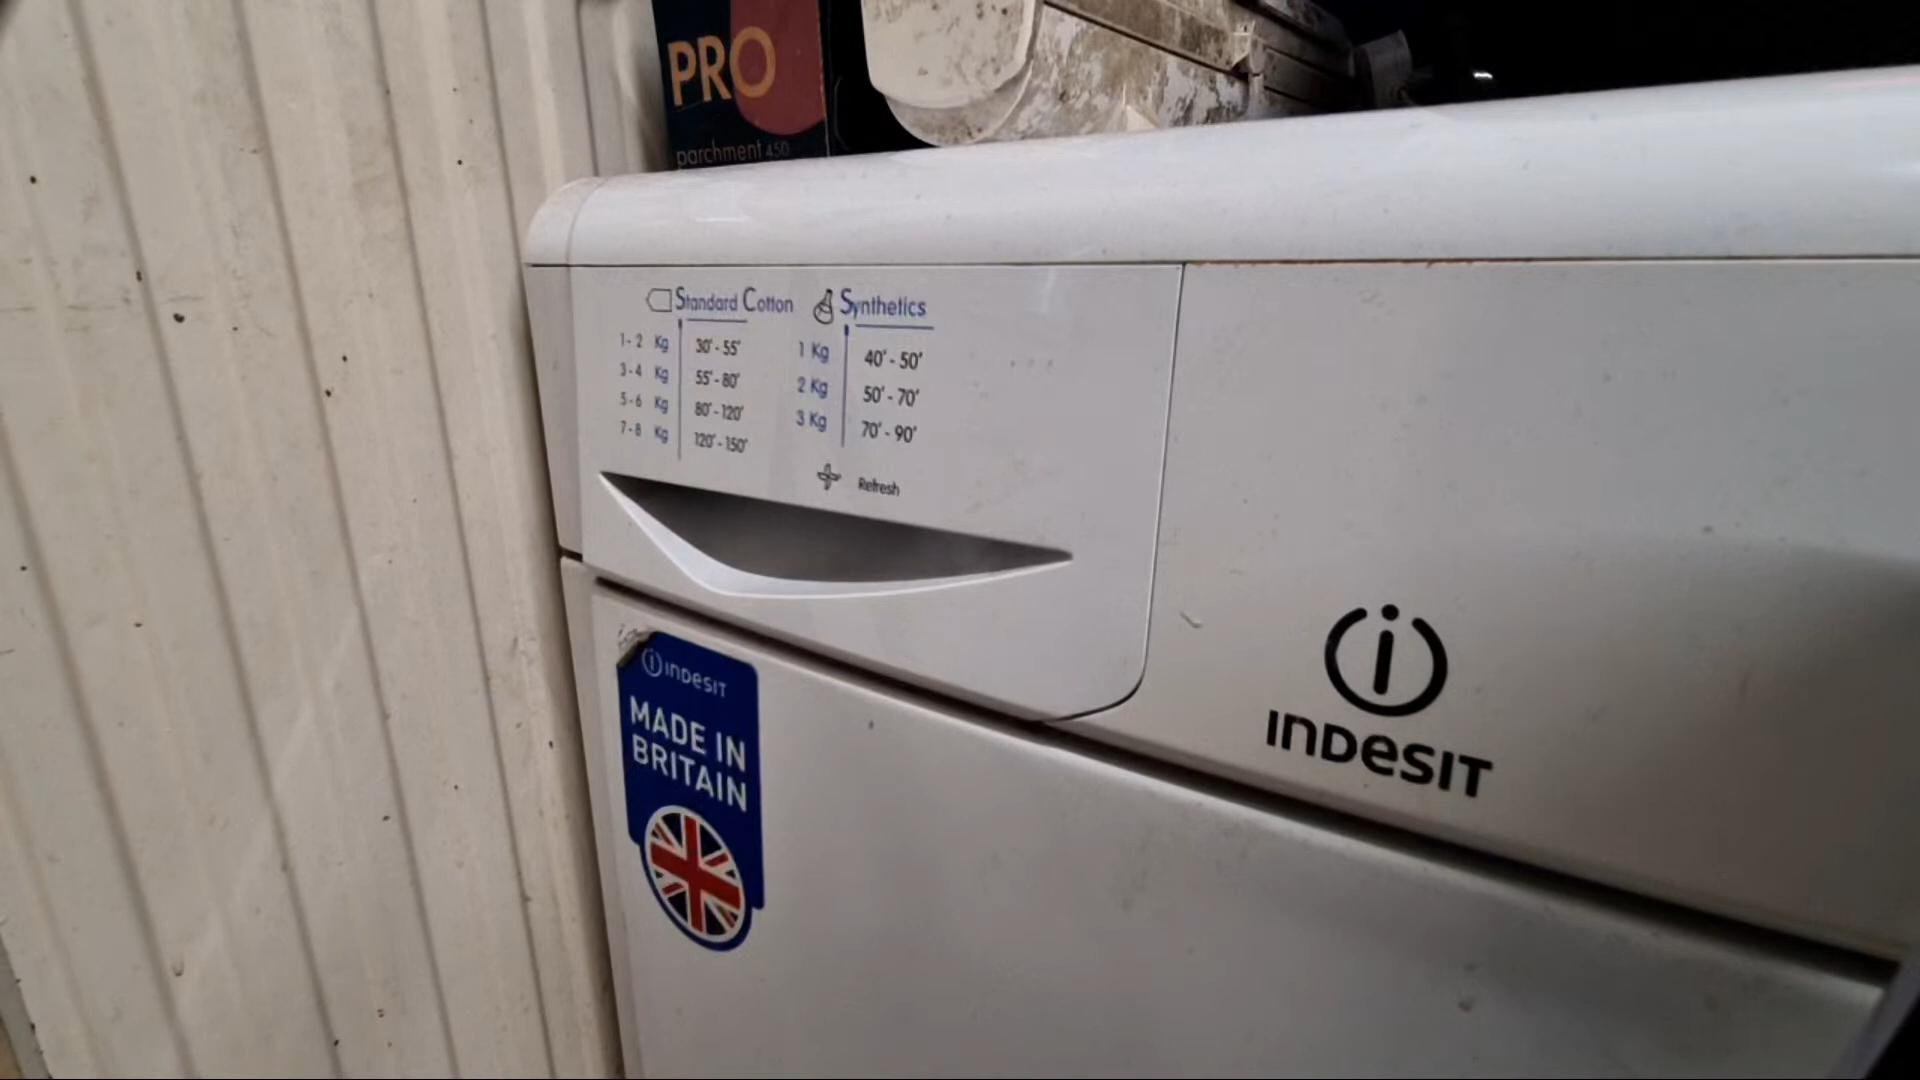 PRO
parchment 450
Standard Cotton
1-2 Kg 30'-55'
3-4 Kg 55'-80'
5-6 Kg 80'-120'
7-8 Kg 120'-150'
Synthetics
1 Kg 40'-50'
2 Kg 50'-70'
3 Kg 70'-90'
Refresh
INDESIT
MADE IN
BRITAIN
INDESIT